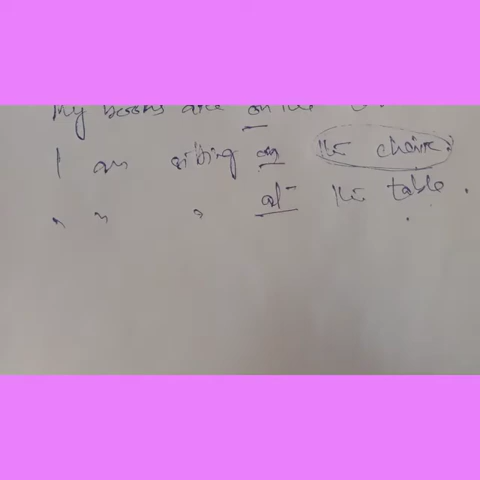 My books are on the
I am sitting on the chair.
" " " at the table.